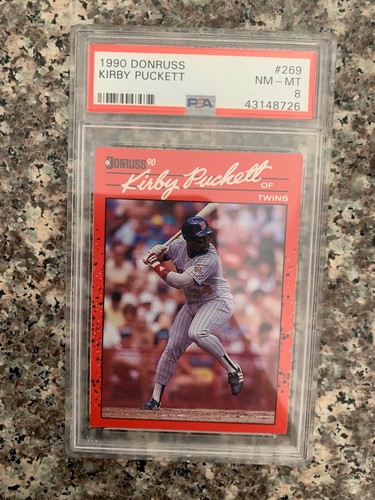 1990 DONRUSS #269
KIRBY PUCKETT NM-MT
8
PSA 43148726
DONRUSS 90
Kirby Puckett
OF
TWINS